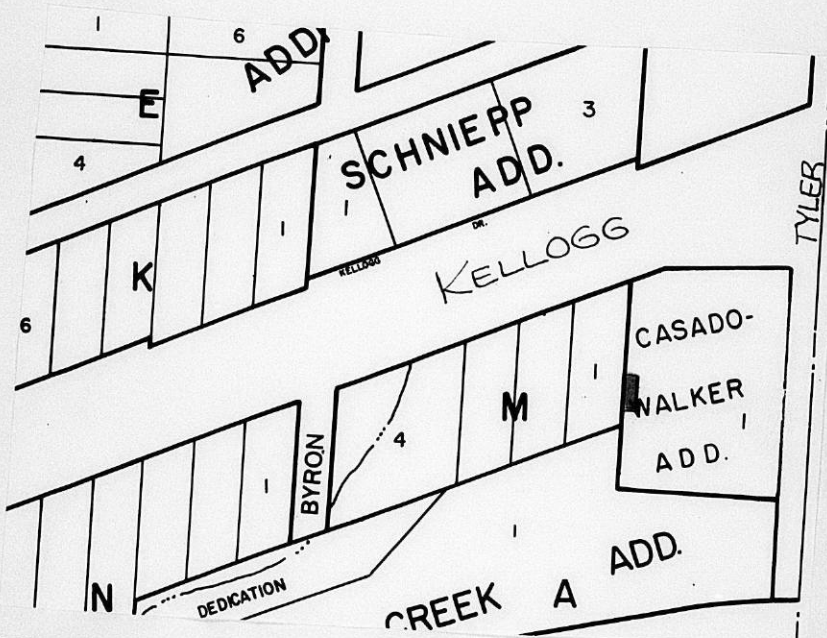 1
6
ADD.
E
4
SCHNIEPP
ADD.
3
1
1
K
6
KELLOGG
DR.
KELLOGG
TYLER
CASADO-
WALKER
1
ADD.
1
M
4
BYRON
1
N
DEDICATION
1
CREEK A ADD.